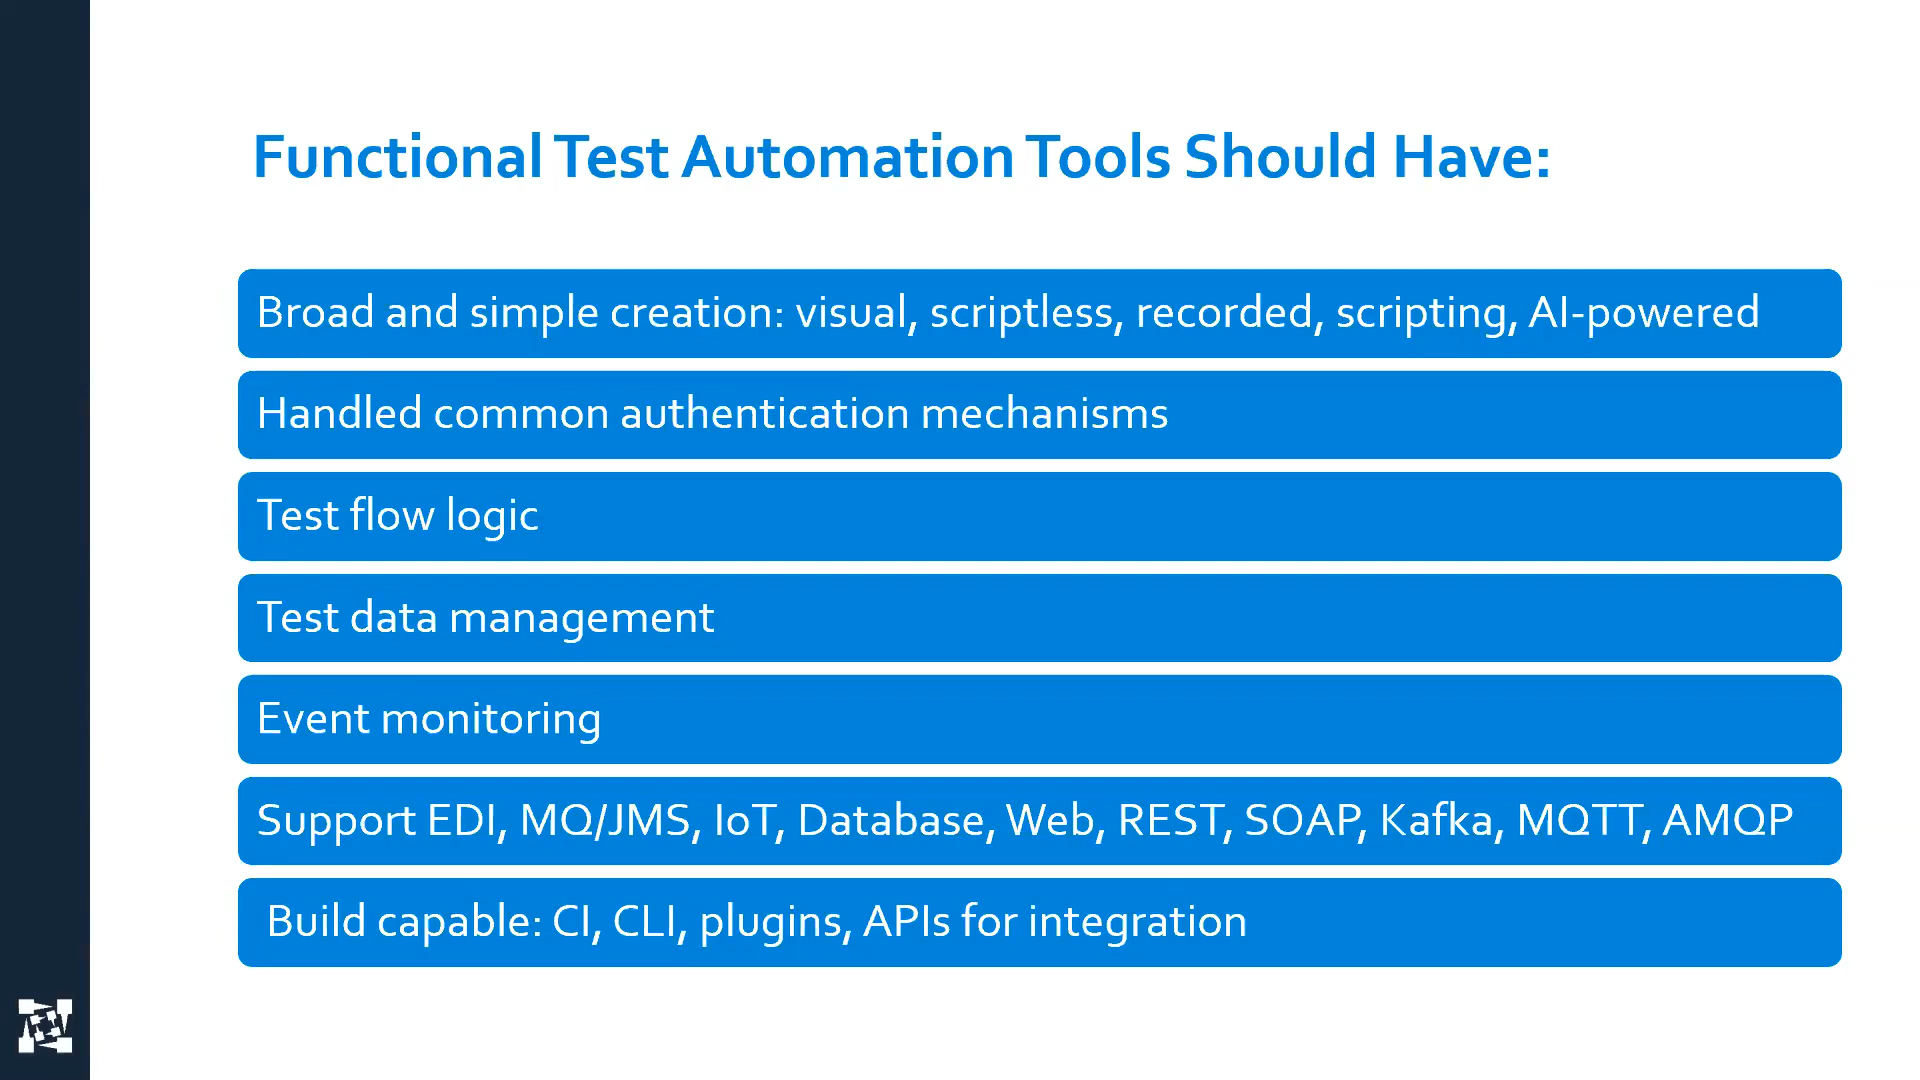 Functional Test Automation Tools Should Have:
Broad and simple creation: visual, scriptless, recorded, scripting, AI-powered
Handled common authentication mechanisms
Test flow logic
Test data management
Event monitoring
Support EDI, MQ/JMS, IoT, Database, Web, REST, SOAP, Kafka, MQTT, AMQP
Build capable: CI, CLI, plugins, APIs for integration